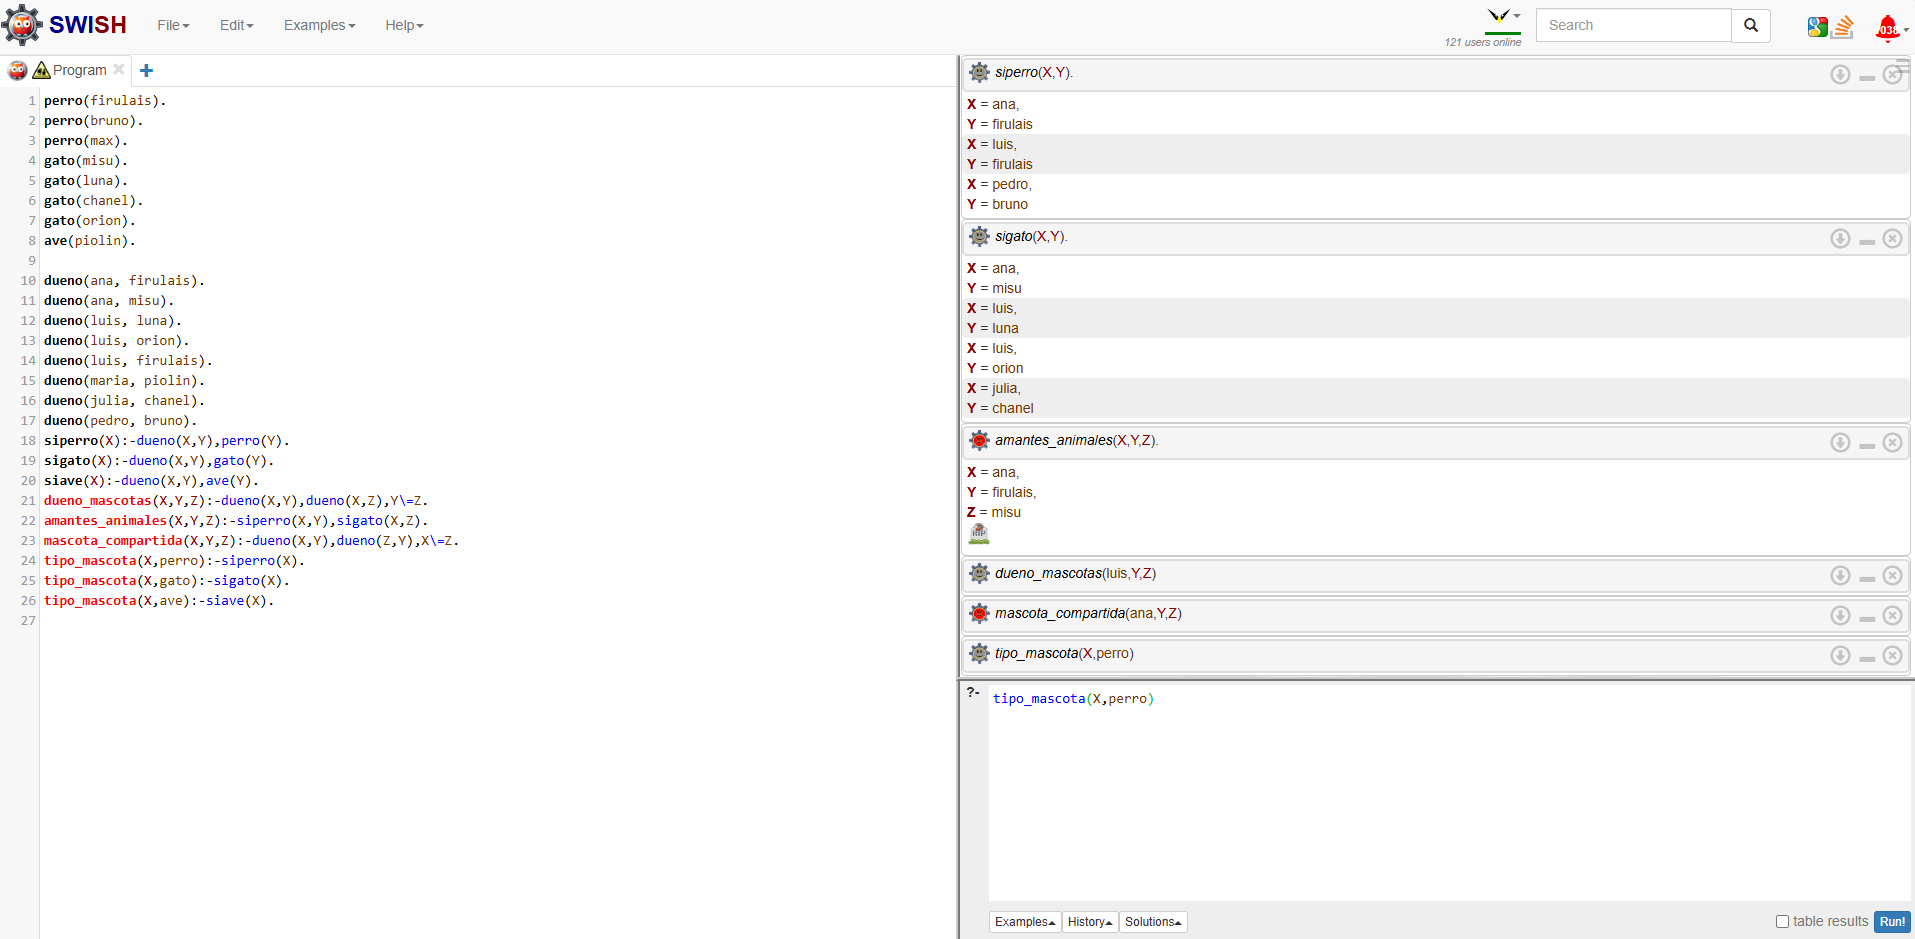 SWISH File Edit Examples Help
121 users online
Search
Program
1 perro(firulais).
2 perro(bruno).
3 perro(max).
4 gato(misu).
5 gato(luna).
6 gato(chanel).
7 gato(orion).
8 ave(piolin).
9
10 dueno(ana, firulais).
11 dueno(ana, misu).
12 dueno(luis, luna).
13 dueno(luis, orion).
14 dueno(luis, firulais).
15 dueno(maria, piolin).
16 dueno(julia, chanel).
17 dueno(pedro, bruno).
18 siperro(X):-dueno(X,Y),perro(Y).
19 sigato(X):-dueno(X,Y),gato(Y).
20 siave(X):-dueno(X,Y),ave(Y).
21 dueno_mascotas(X,Y,Z):-dueno(X,Y),dueno(X,Z),Y\=Z.
22 amantes_animales(X,Y,Z):-siperro(X,Y),sigato(X,Z).
23 mascota_compartida(X,Y,Z):-dueno(X,Y),dueno(Z,Y),X\=Z.
24 tipo_mascota(X,perro):-siperro(X).
25 tipo_mascota(X,gato):-sigato(X).
26 tipo_mascota(X,ave):-siave(X).
27
siperro(X,Y).
X = ana,
Y = firulais
X = luis,
Y = firulais
X = pedro,
Y = bruno
sigato(X,Y).
X = ana,
Y = misu
X = luis,
Y = luna
X = luis,
Y = orion
X = julia,
Y = chanel
amantes_animales(X,Y,Z).
X = ana,
Y = firulais,
Z = misu
RIP
dueno_mascotas(luis,Y,Z)
mascota_compartida(ana,Y,Z)
tipo_mascota(X,perro)
?- tipo_mascota(X,perro)
Examples History Solutions
table results Run!